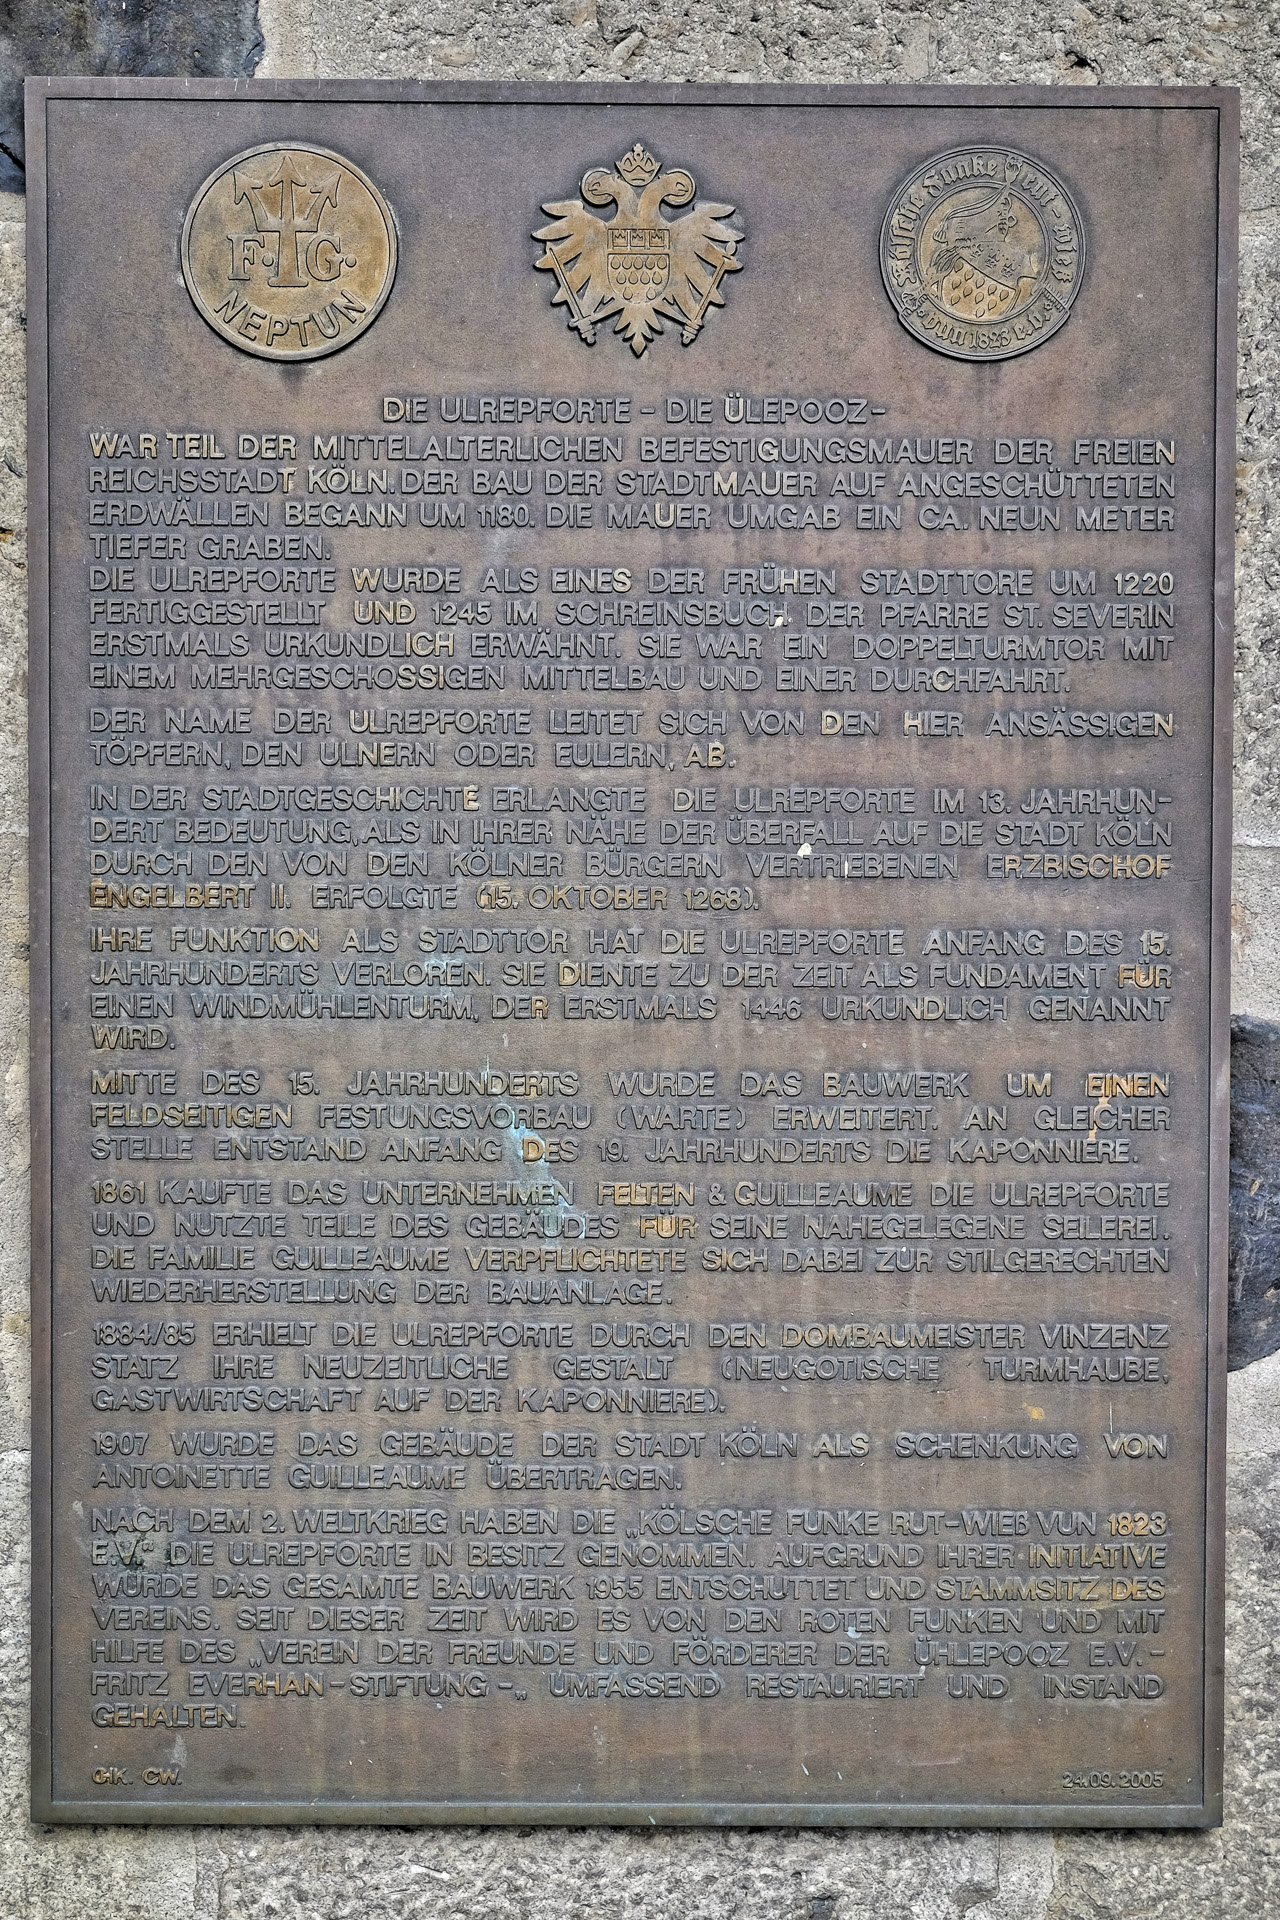 F. G.
NEPTUN
Kölsche Funke rut-wieß
vun 1823 e.V.
DIE ULREPFORTE - DIE ÜLEPOOZ-
WAR TEIL DER MITTELALTERLICHEN BEFESTIGUNGSMAUER DER FREIEN
REICHSSTADT KÖLN. DER BAU DER STADTMAUER AUF ANGESCHÜTTETEN
ERDWÄLLEN BEGANN UM 1180. DIE MAUER UMGAB EIN CA. NEUN METER
TIEFER GRABEN.
DIE ULREPFORTE WURDE ALS EINES DER FRÜHEN STADTTORE UM 1220
FERTIGGESTELLT UND 1245 IM SCHREINSBUCH DER PFARRE ST. SEVERIN
ERSTMALS URKUNDLICH ERWÄHNT. SIE WAR EIN DOPPELTURMTOR MIT
EINEM MEHRGESCHOSSIGEN MITTELBAU UND EINER DURCHFAHRT.
DER NAME DER ULREPFORTE LEITET SICH VON DEN HIER ANSÄSSIGEN
TÖPFERN, DEN ULNERN ODER EULERN, AB.
IN DER STADTGESCHICHTE ERLANGTE DIE ULREPFORTE IM 13. JAHRHUN-
DERT BEDEUTUNG, ALS IN IHRER NÄHE DER ÜBERFALL AUF DIE STADT KÖLN
DURCH DEN VON DEN KÖLNER BÜRGERN VERTRIEBENEN ERZBISCHOF
ENGELBERT II. ERFOLGTE (15. OKTOBER 1268).
IHRE FUNKTION ALS STADTTOR HAT DIE ULREPFORTE ANFANG DES 15.
JAHRHUNDERTS VERLOREN. SIE DIENTE ZU DER ZEIT ALS FUNDAMENT FÜR
EINEN WINDMÜHLENTURM, DER ERSTMALS 1446 URKUNDLICH GENANNT
WIRD.
MITTE DES 15. JAHRHUNDERTS WURDE DAS BAUWERK UM EINEN
FELDSEITIGEN FESTUNGSVORBAU (WARTE) ERWEITERT. AN GLEICHER
STELLE ENTSTAND ANFANG DES 19. JAHRHUNDERTS DIE KAPONNIERE.
1861 KAUFTE DAS UNTERNEHMEN FELTEN & GUILLEAUME DIE ULREPFORTE
UND NUTZTE TEILE DES GEBÄUDES FÜR SEINE NAHEGELEGENE SEILEREI.
DIE FAMILIE GUILLEAUME VERPFLICHTETE SICH DABEI ZUR STILGERECHTEN
WIEDERHERSTELLUNG DER BAUANLAGE.
1884/85 ERHIELT DIE ULREPFORTE DURCH DEN DOMBAUMEISTER VINZENZ
STATZ IHRE NEUZEITLICHE GESTALT (NEUGOTISCHE TURMHAUBE,
GASTWIRTSCHAFT AUF DER KAPONNIERE).
1907 WURDE DAS GEBÄUDE DER STADT KÖLN ALS SCHENKUNG VON
ANTOINETTE GUILLEAUME ÜBERTRAGEN.
NACH DEM 2. WELTKRIEG HABEN DIE „KÖLSCHE FUNKE RUT-WIEß VUN 1823
E.V." DIE ULREPFORTE IN BESITZ GENOMMEN. AUFGRUND IHRER INITIATIVE
WURDE DAS GESAMTE BAUWERK 1955 ENTSCHÜTTET UND STAMMSITZ DES
VEREINS. SEIT DIESER ZEIT WIRD ES VON DEN ROTEN FUNKEN UND MIT
HILFE DES „VEREIN DER FREUNDE UND FÖRDERER DER ÜHLEPOOZ E.V.-
FRITZ EVERHAN-STIFTUNG-„ UMFASSEND RESTAURIERT UND INSTAND
GEHALTEN.
GK. CW.
24.09.2005